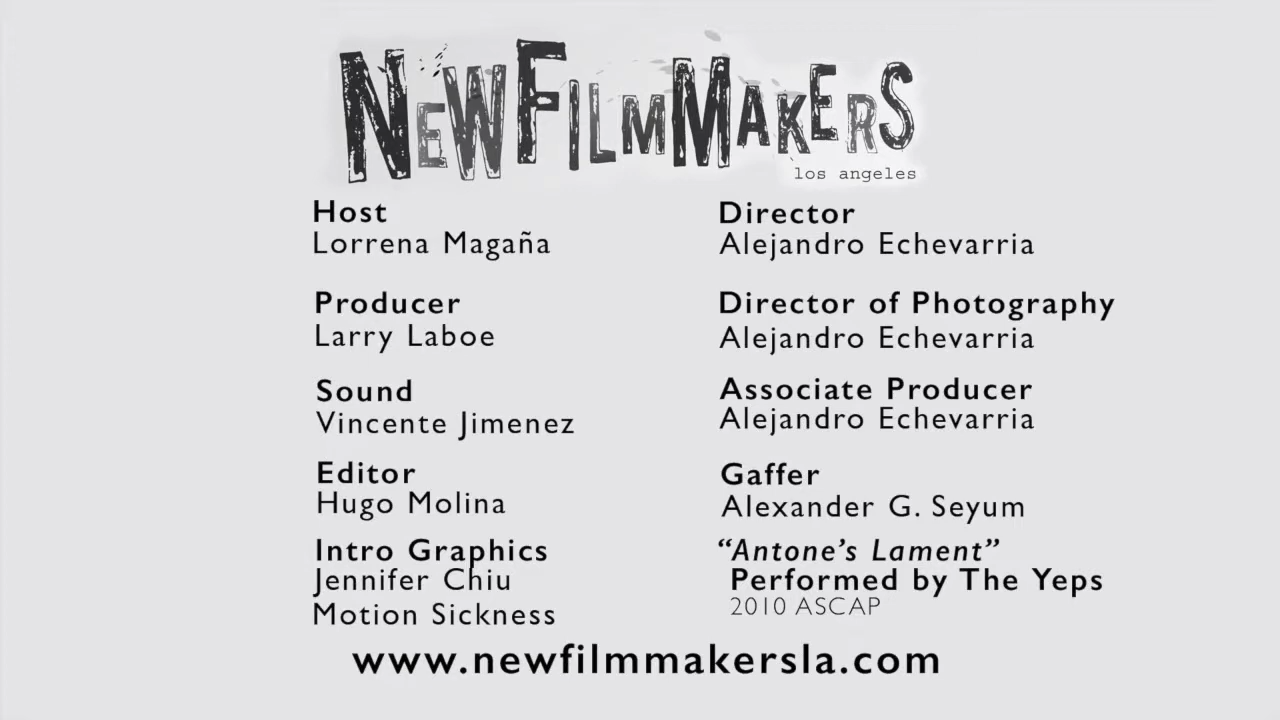 NEWFILMMAKERS
los angeles
Host
Lorrena Magaña
Producer
Larry Laboe
Sound
Vincente Jimenez
Editor
Hugo Molina
Intro Graphics
Jennifer Chiu
Motion Sickness
Director
Alejandro Echevarria
Director of Photography
Alejandro Echevarria
Associate Producer
Alejandro Echevarria
Gaffer
Alexander G. Seyum
“Antone’s Lament”
Performed by The Yeps
2010 ASCAP
www.newfilmmakersla.com